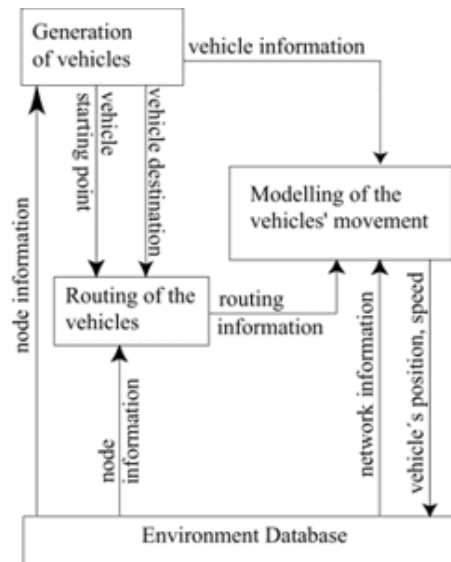 Generation
of vehicles
vehicle information
vehicle
starting point
vehicle destination
Modelling of the
vehicles' movement
node information
Routing of the
vehicles
routing
information
node
information
network information
vehicle´s position, speed
Environment Database